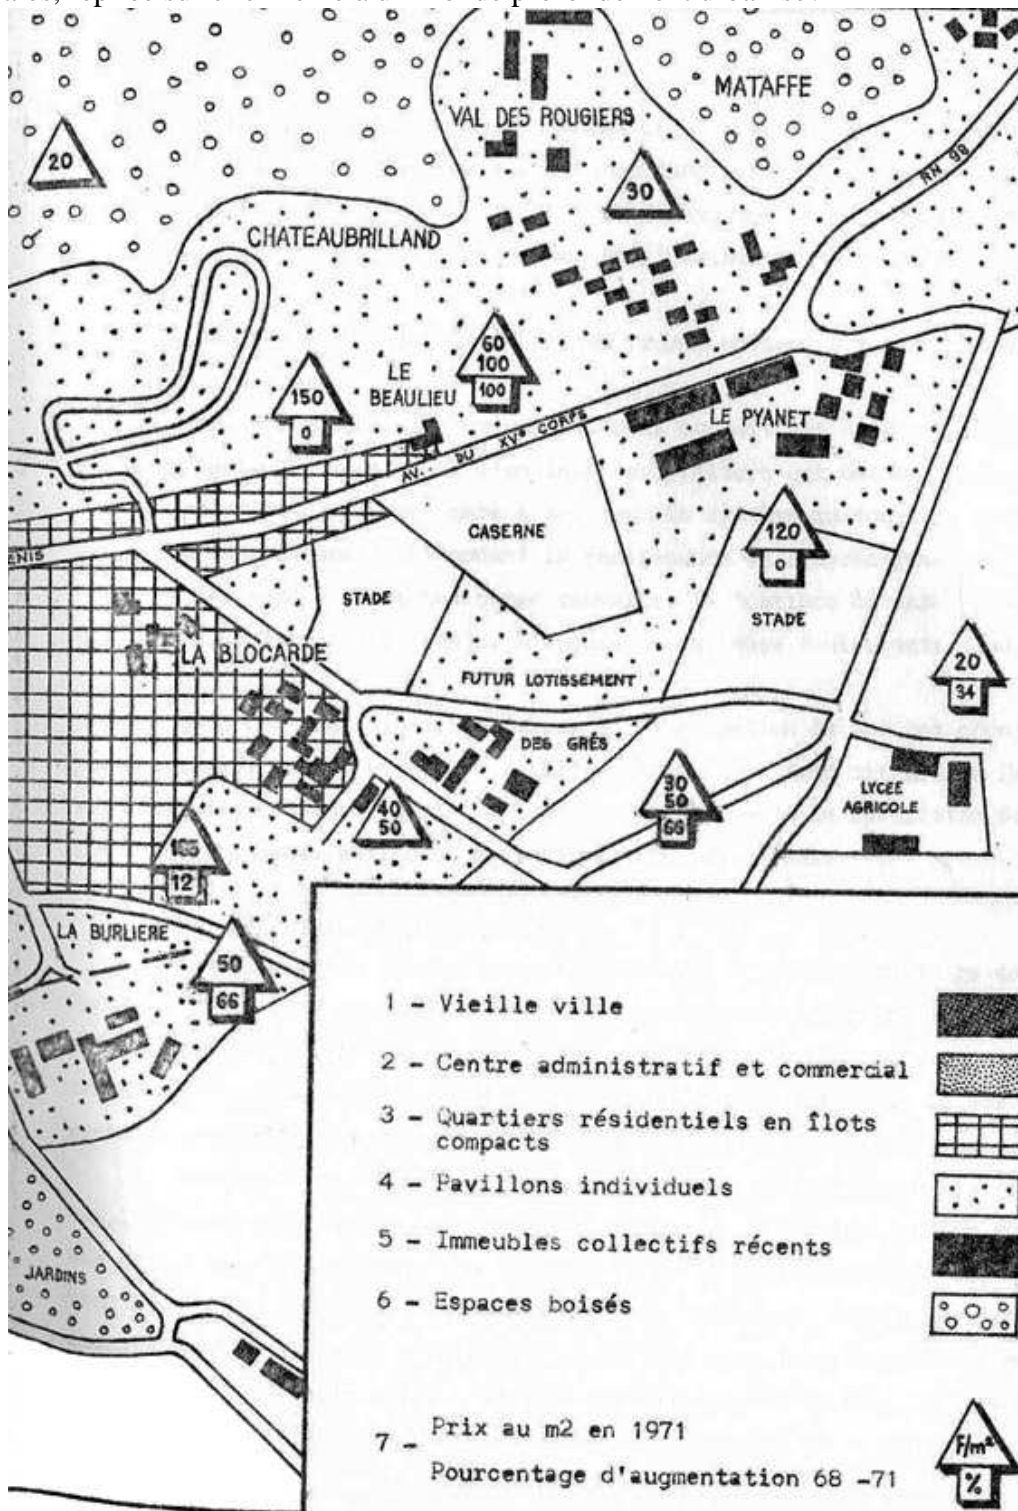 MATAFFE
VAL DES ROUGIERS
20
30
RN 98
CHATEAUBRILLAND
60
100
100
LE
BEAULIEU
150
0
AV. DU XVe CORPS
LE PYANET
CASERNE
120
0
ENIS
STADE
STADE
LA BLOCARDE
20
34
FUTUR LOTISSEMENT
DES GRÉS
30
50
66
LYCEE
AGRICOLE
40
50
12
LA BURLIERE
50
66
1 - Vieille ville
2 - Centre administratif et commercial
3 - Quartiers résidentiels en îlots
compacts
4 - Pavillons individuels
5 - Immeubles collectifs récents
6 - Espaces boisés
JARDINS
7 - Prix au m2 en 1971
F/m²
Pourcentage d'augmentation 68 -71
%